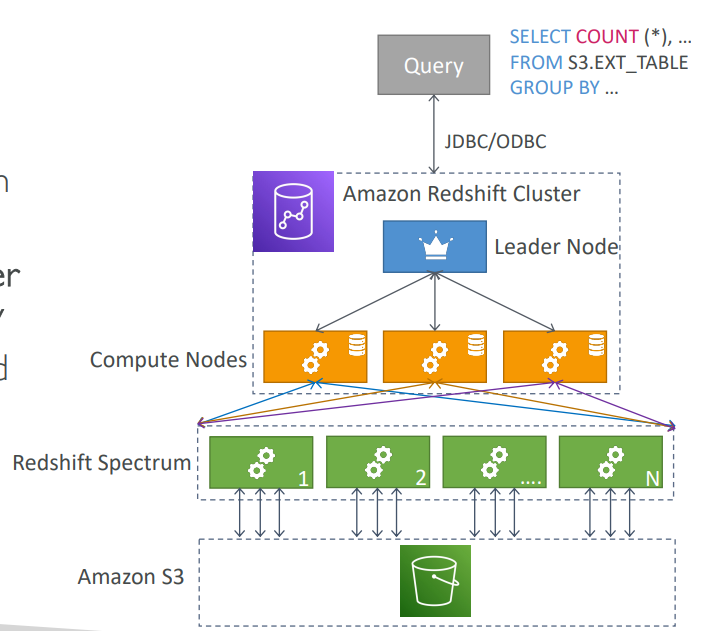 SELECT COUNT (*), ...
Query
FROM S3.EXT_TABLE
GROUP BY ...
JDBC/ODBC
n
Amazon Redshift Cluster
Leader Node
er
y
Compute Nodes
d
Redshift Spectrum
1
2
....
N
Amazon S3